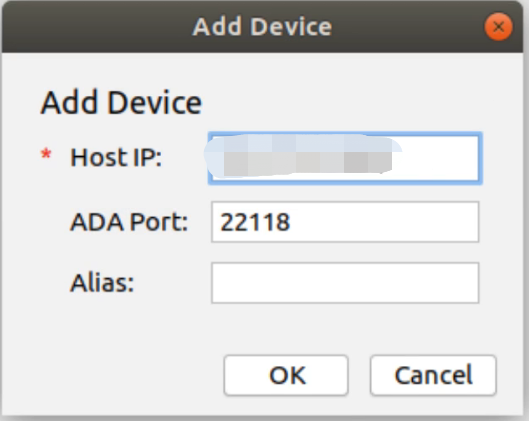 Add Device
Add Device
* Host IP:
ADA Port: 22118
Alias:
OK Cancel